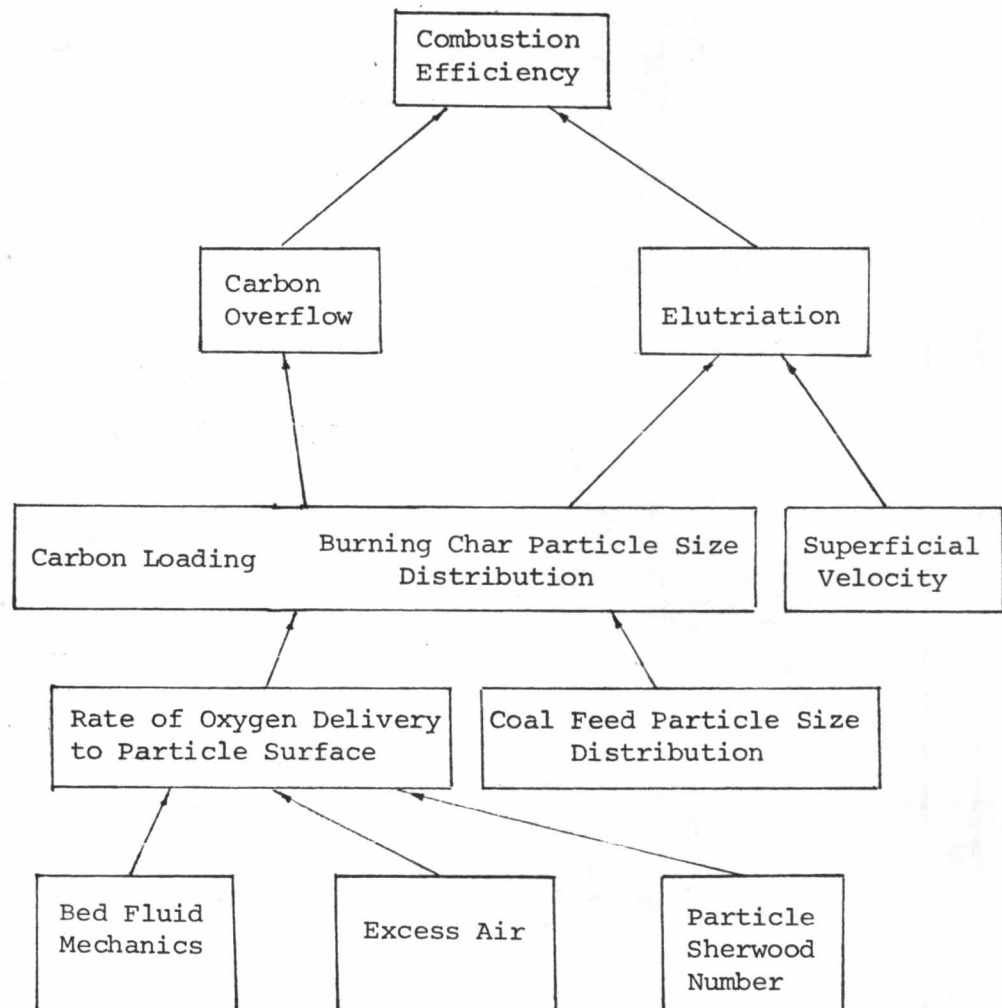 Combustion
Efficiency
Carbon
Overflow
Elutriation
Carbon Loading
Burning Char Particle Size
Distribution
Superficial
Velocity
Rate of Oxygen Delivery
to Particle Surface
Coal Feed Particle Size
Distribution
Bed Fluid
Mechanics
Excess Air
Particle
Sherwood
Number